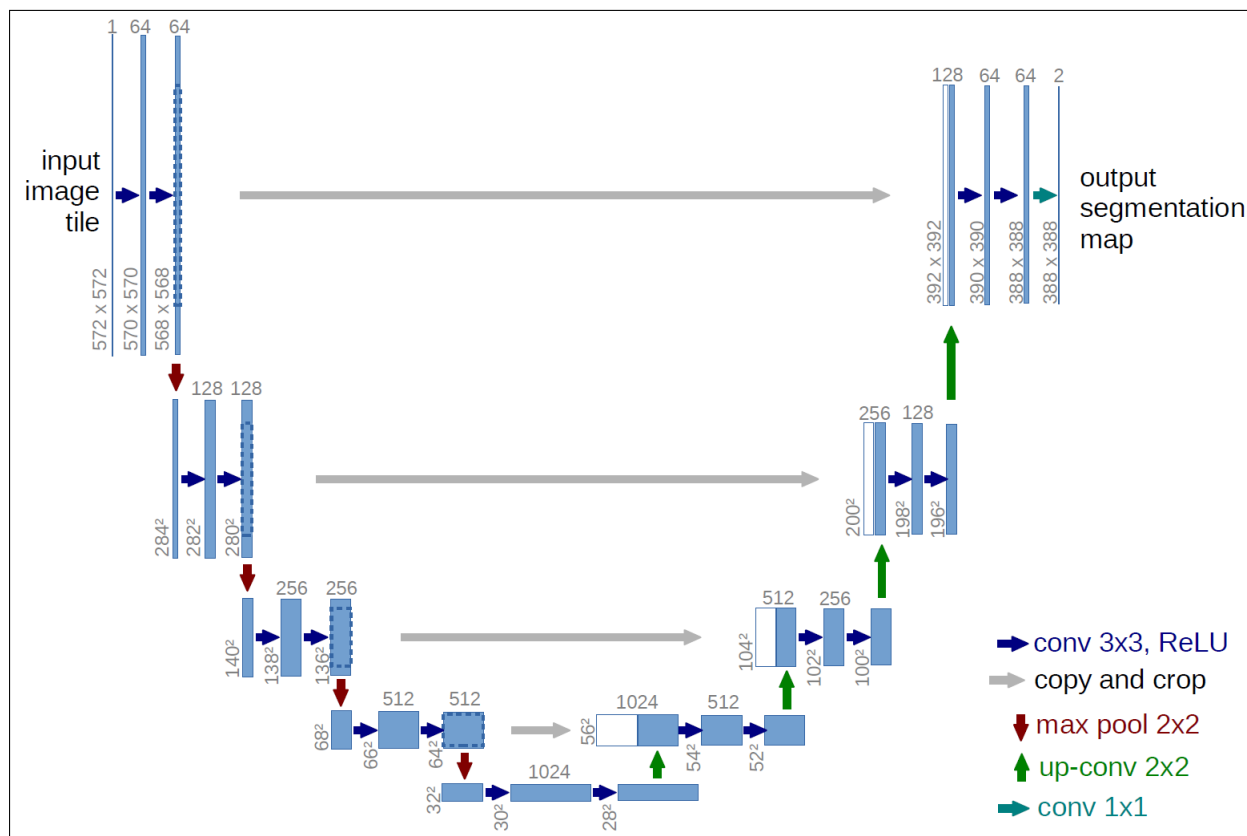 1 64 64
input
image
tile
572 x 572
570 x 570
568 x 568
128 64 64 2
output
segmentation
map
392 x 392
390 x 390
388 x 388
388 x 388
128 128
284²
282²
280²
256 128
200²
198²
196²
256 256
140²
138²
136²
512 256
104²
102²
100²
512 512
68²
66²
64²
1024 512
56²
54²
52²
1024
32²
30²
28²
conv 3x3, ReLU
copy and crop
max pool 2x2
up-conv 2x2
conv 1x1